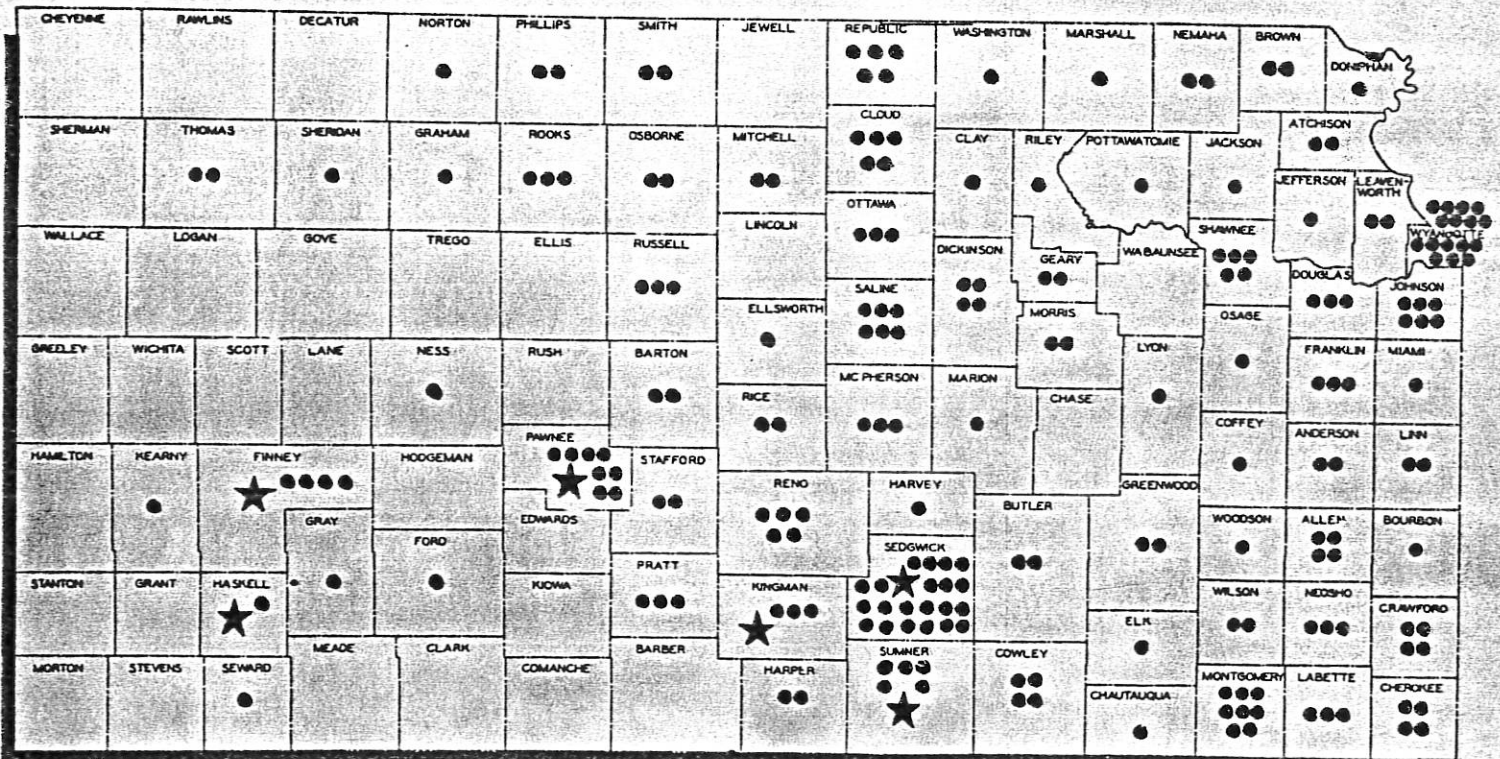 CHEYENNE
RAWLINS
DECATUR
NORTON
PHILLIPS
SMITH
JEWELL
REPUBLIC
WASHINGTON
MARSHALL
NEMAHA
BROWN
DONIPHAN
SHERMAN
THOMAS
SHERIDAN
GRAHAM
ROOKS
OSBORNE
MITCHELL
CLOUD
CLAY
RILEY
POTTAWATOMIE
JACKSON
ATCHISON
JEFFERSON
LEAVEN-
WORTH
WYANDOTTE
WALLACE
LOGAN
GOVE
TREGO
ELLIS
RUSSELL
LINCOLN
OTTAWA
DICKINSON
GEARY
WABAUNSEE
SHAWNEE
DOUGLAS
JOHNSON
ELLSWORTH
SALINE
MORRIS
OSAGE
GREELEY
WICHITA
SCOTT
LANE
NESS
RUSH
BARTON
RICE
MC PHERSON
MARION
CHASE
LYON
FRANKLIN
MIAMI
HAMILTON
KEARNY
FINNEY
HODGEMAN
PAWNEE
STAFFORD
RENO
HARVEY
BUTLER
GREENWOOD
COFFEY
ANDERSON
LINN
GRAY
FORD
EDWARDS
SEDGWICK
WOODSON
ALLEN
BOURBON
STANTON
GRANT
HASKELL
KIOWA
PRATT
KINGMAN
WILSON
NEOSHO
CRAWFORD
MORTON
STEVENS
SEWARD
MEADE
CLARK
COMANCHE
BARBER
HARPER
SUMNER
COWLEY
ELK
CHAUTAUQUA
MONTGOMERY
LABETTE
CHEROKEE